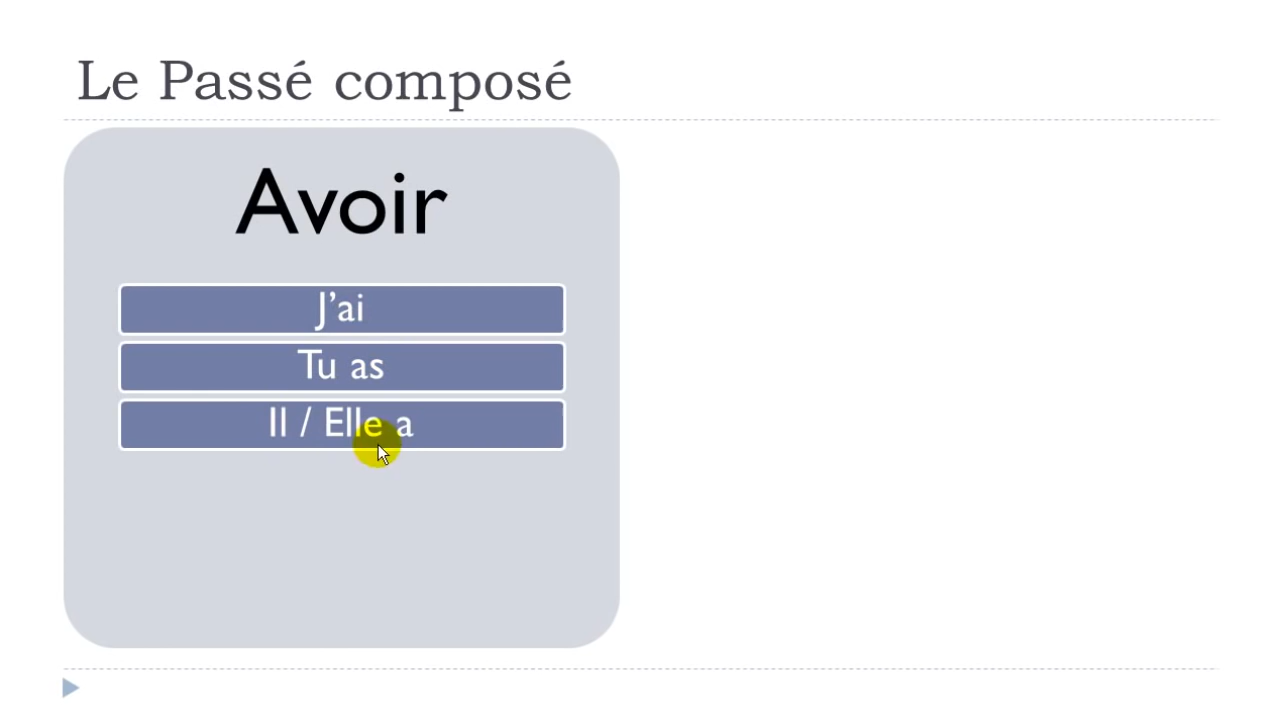 Le Passé composé
Avoir
J’ai
Tu as
Il / Elle a